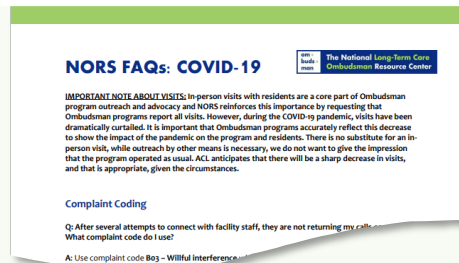 NORS FAQs: COVID-19
om -
buds -
man
The National Long-Term Care
Ombudsman Resource Center
IMPORTANT NOTE ABOUT VISITS: In-person visits with residents are a core part of Ombudsman
program outreach and advocacy and NORS reinforces this importance by requesting that
Ombudsman programs report all visits. However, during the COVID-19 pandemic, visits have been
dramatically curtailed. It is important that Ombudsman programs accurately reflect this decrease
to show the impact of the pandemic on the program and residents. There is no substitute for an in-
person visit, while outreach by other means is necessary, we do not want to give the impression
that the program operated as usual. ACL anticipates that there will be a sharp decrease in visits,
and that is appropriate, given the circumstances.
Complaint Coding
Q: After several attempts to connect with facility staff, they are not returning my calls
What complaint code do I use?
A: Use complaint code B03 – Willful interference